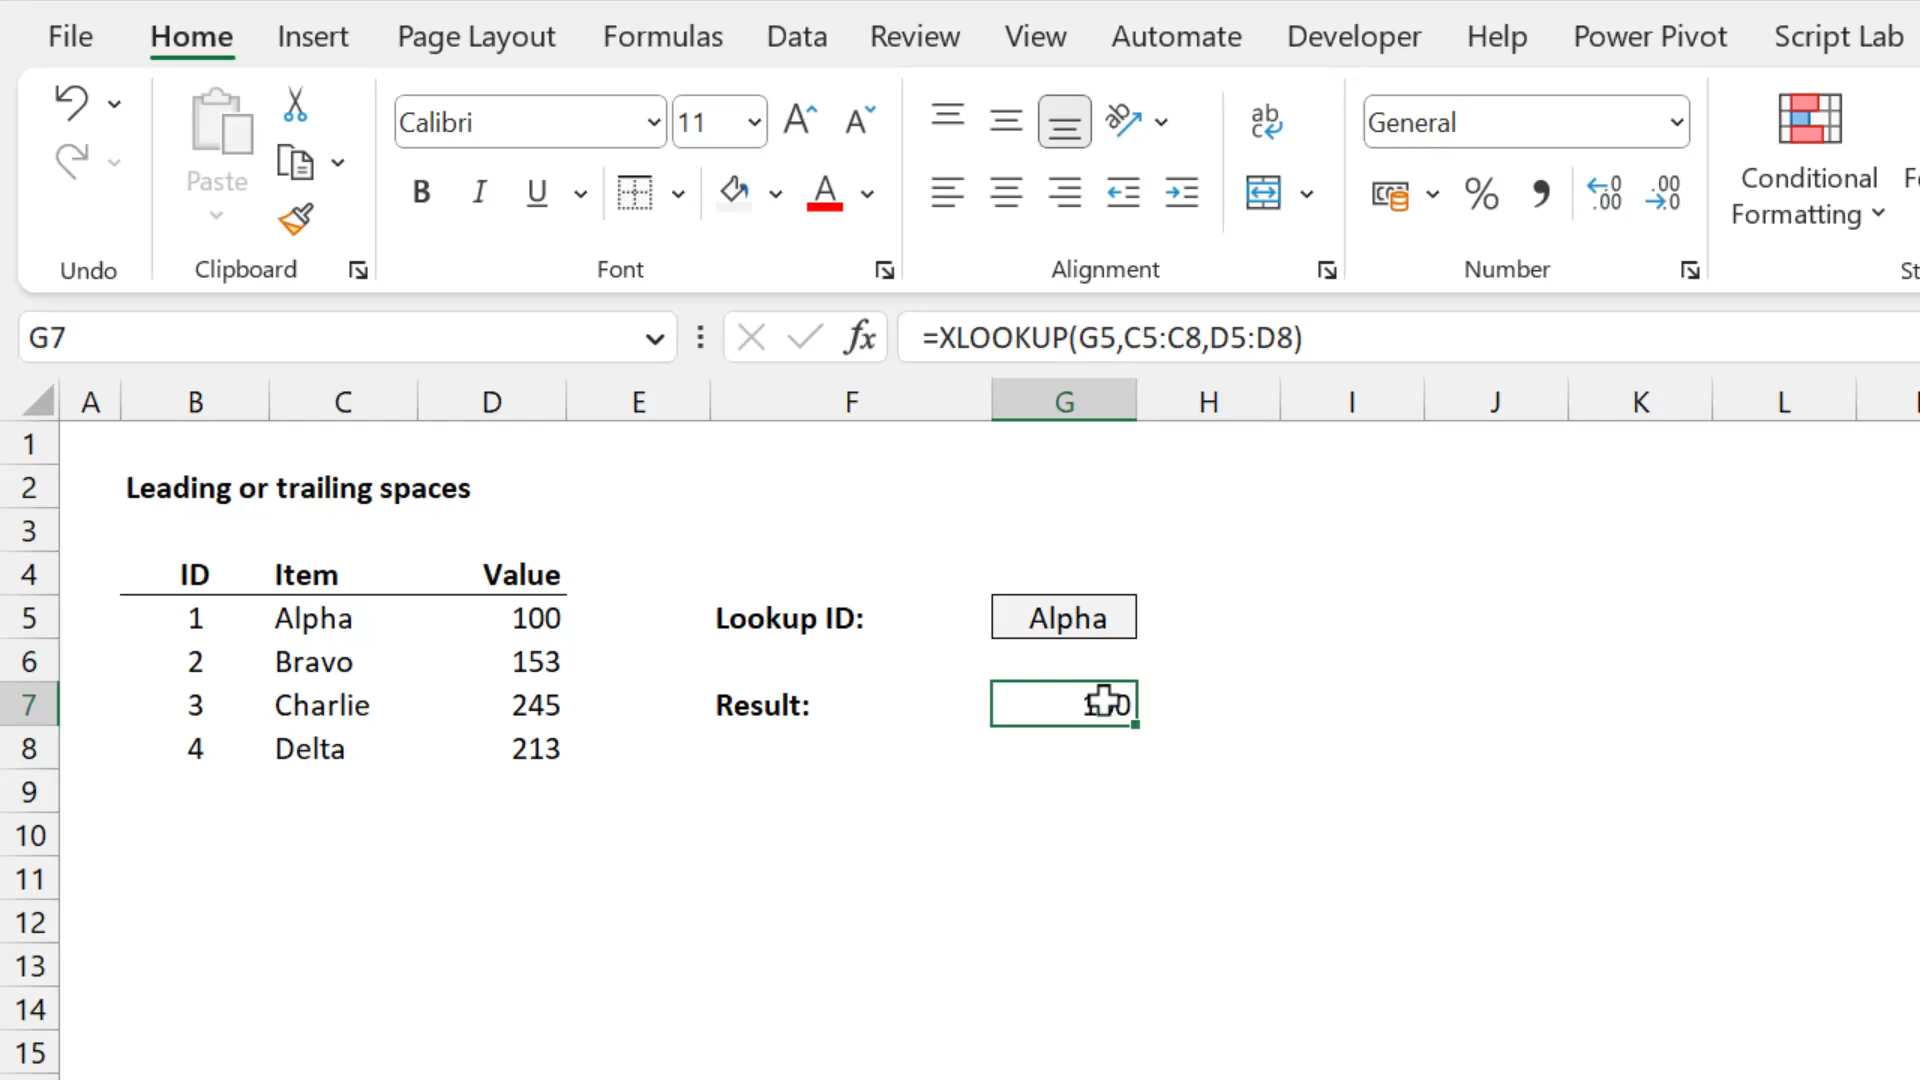 File Home Insert Page Layout Formulas Data Review View Automate Developer Help Power Pivot Script Lab
Calibri 11 General
Paste
B I U
Conditional
Formatting
Undo Clipboard Font Alignment Number
G7 fx =XLOOKUP(G5,C5:C8,D5:D8)
A B C D E F G H I J K L
1
2 Leading or trailing spaces
3
4 ID Item Value
5 1 Alpha 100 Lookup ID: Alpha
6 2 Bravo 153
7 3 Charlie 245 Result:
8 4 Delta 213
9
10
11
12
13
14
15